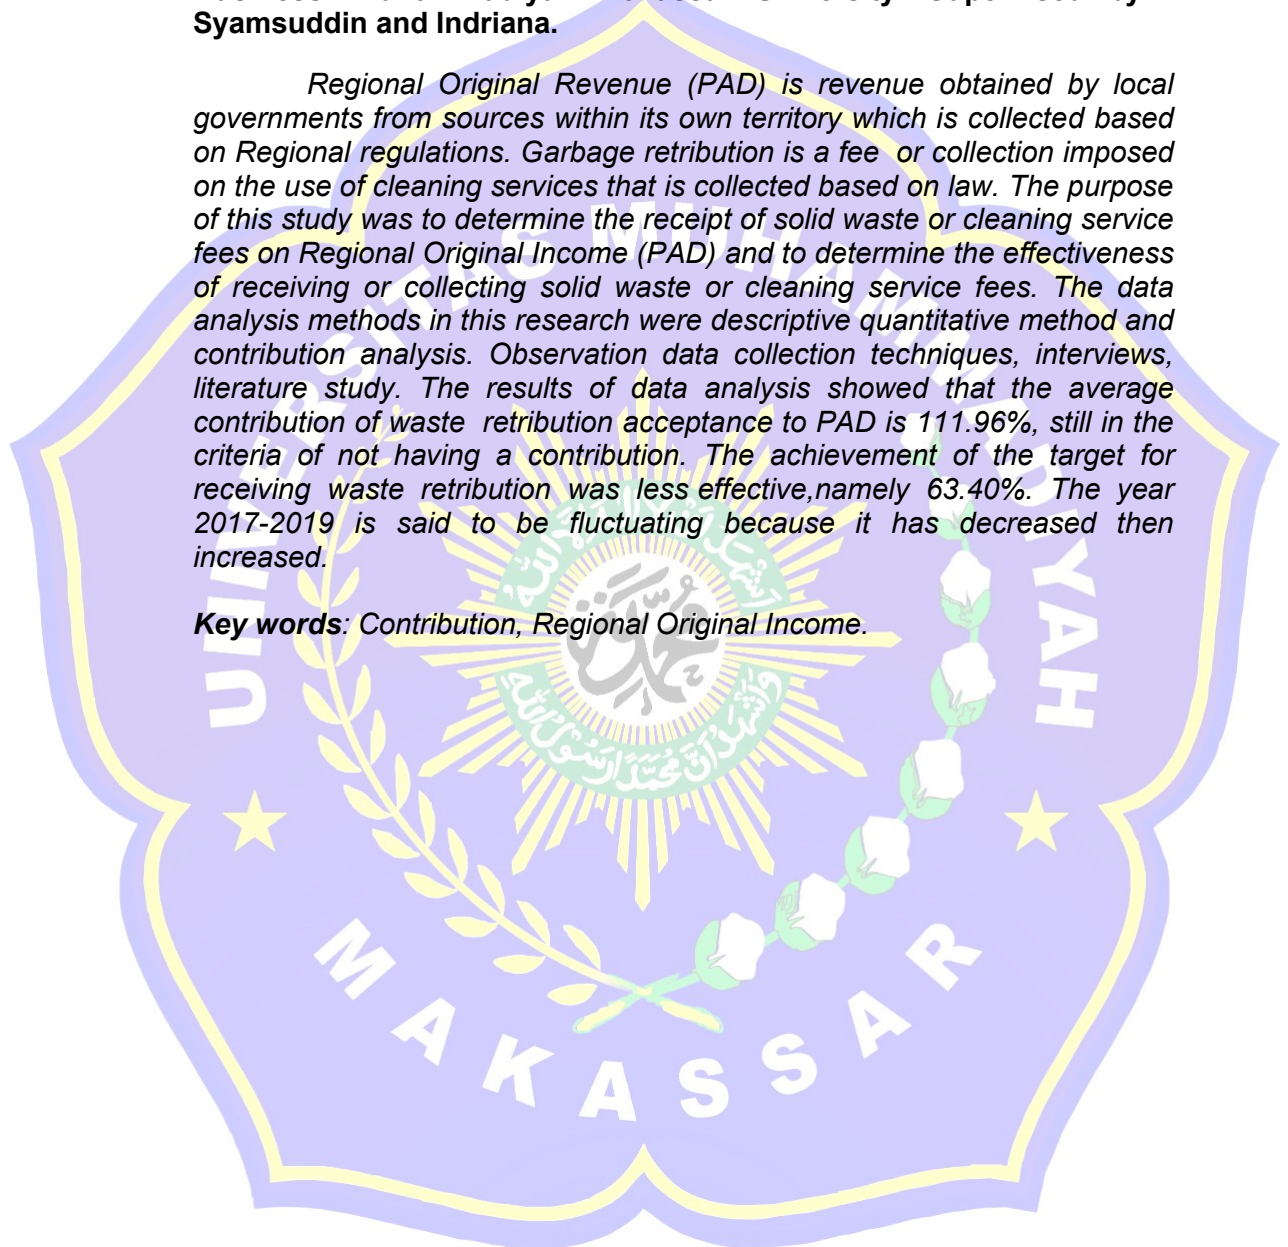 Syamsuddin and Indriana.
Regional Original Revenue (PAD) is revenue obtained by local
governments from sources within its own territory which is collected based
on Regional regulations. Garbage retribution is a fee or collection imposed
on the use of cleaning services that is collected based on law. The purpose
of this study was to determine the receipt of solid waste or cleaning service
fees on Regional Original Income (PAD) and to determine the effectiveness
of receiving or collecting solid waste or cleaning service fees. The data
analysis methods in this research were descriptive quantitative method and
contribution analysis. Observation data collection techniques, interviews,
literature study. The results of data analysis showed that the average
contribution of waste retribution acceptance to PAD is 111.96%, still in the
criteria of not having a contribution. The achievement of the target for
receiving waste retribution was less effective,namely 63.40%. The year
2017-2019 is said to be fluctuating because it has decreased then
increased.
Key words: Contribution, Regional Original Income.
UNIVERSITAS MUHAMMADIYAH
MAKASSAR